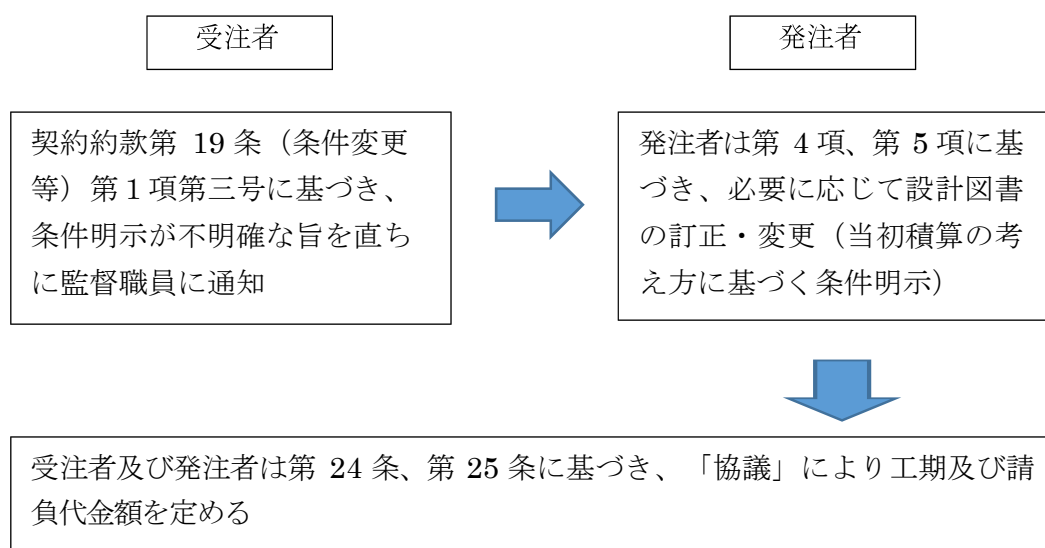 受注者
発注者
契約約款第 19 条（条件変更
等）第１項第三号に基づき、
条件明示が不明確な旨を直ち
に監督職員に通知
発注者は第 4 項、第 5 項に基
づき、必要に応じて設計図書
の訂正・変更（当初積算の考
え方に基づく条件明示）
受注者及び発注者は第 24 条、第 25 条に基づき、「協議」により工期及び請
負代金額を定める